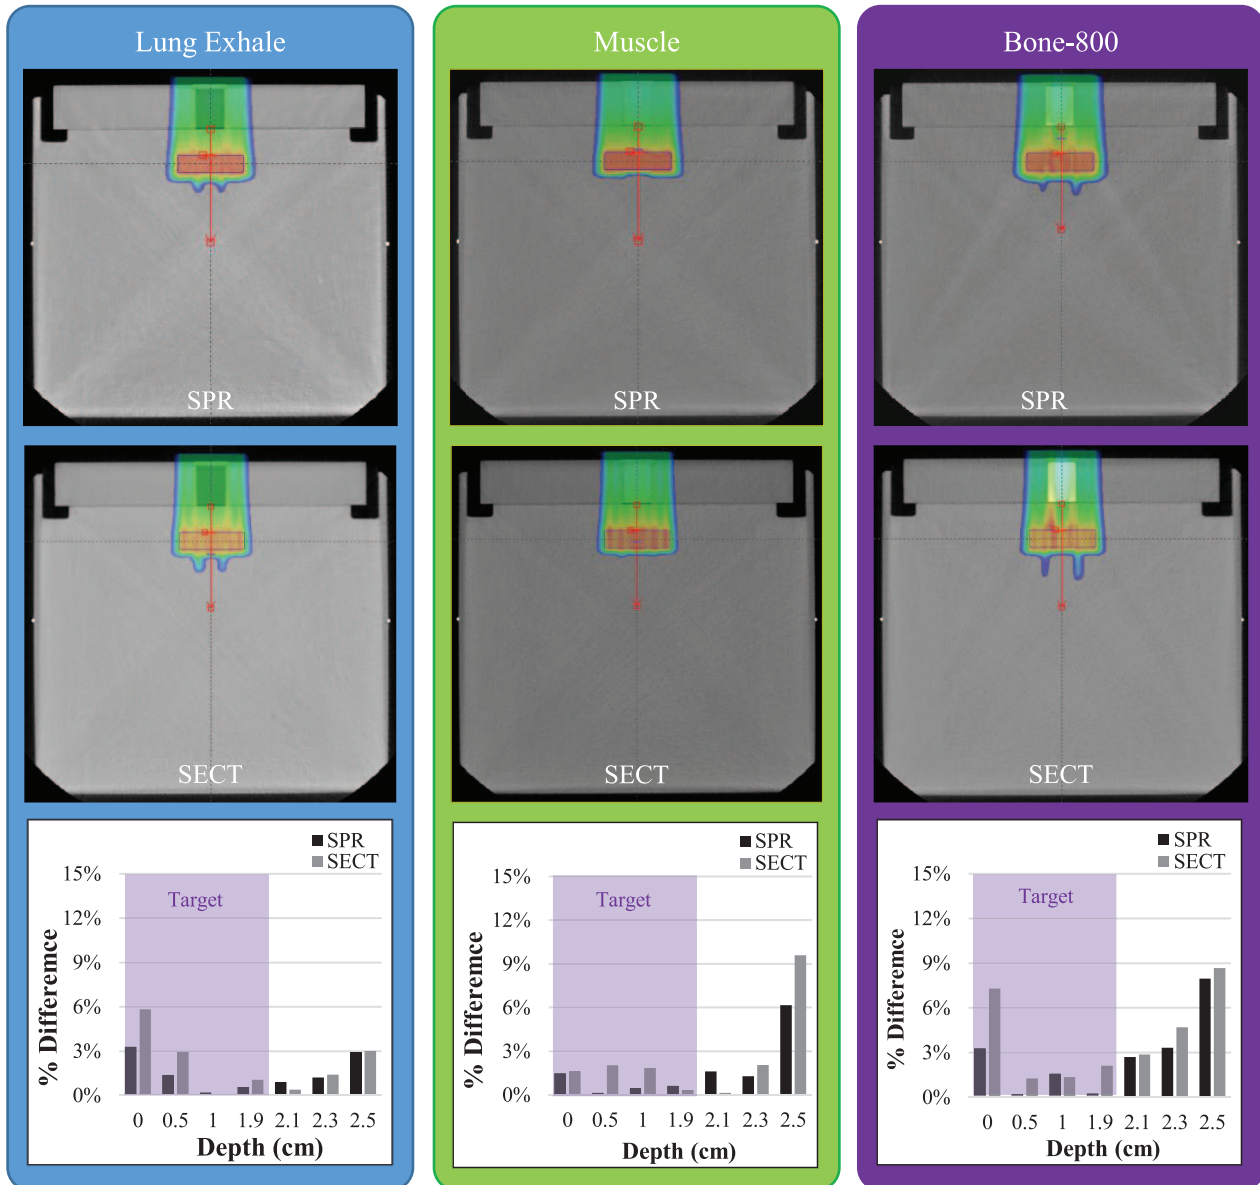 Lung Exhale
SPR
SECT
SPR
SECT
15%
12%
9%
6%
3%
0%
Target
% Differemce
0 0.5 1 1.9 2.1 2.3 2.5
Depth (cm)
Muscle
SPR
SECT
SPR
SECT
15%
12%
9%
6%
3%
0%
Target
% Difference
0 0.5 1 1.9 2.1 2.3 2.5
Depth (cm)
Bone-800
SPR
SECT
SPR
SECT
15%
12%
9%
6%
3%
0%
Target
% Difference
0 0.5 1 1.9 2.1 2.3 2.5
Depth (cm)